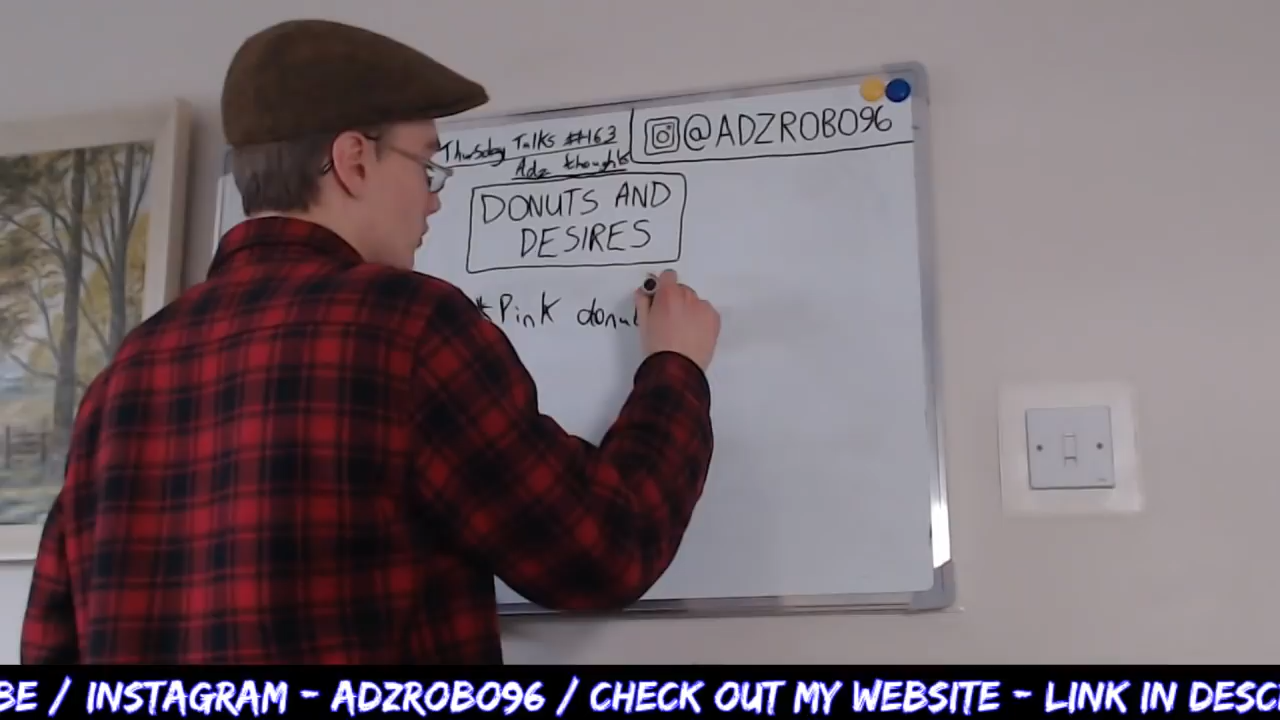 Thursday Talks #163
Adz thoughts
@ADZROBO96
DONUTS AND
DESIRES
*Pink donu
BE / INSTAGRAM - ADZROBO96 / CHECK OUT MY WEBSITE - LINK IN DESC